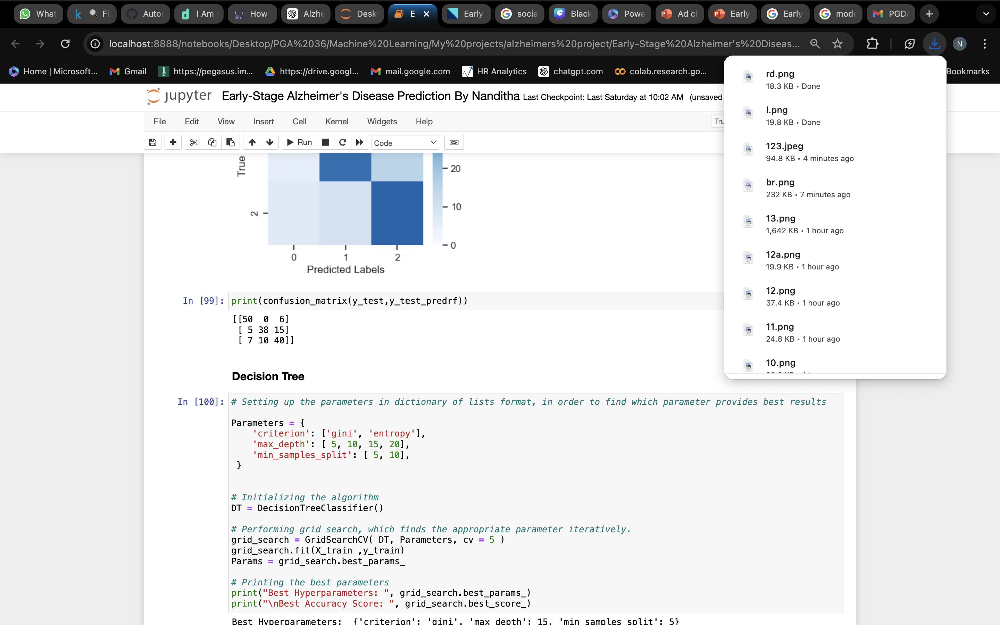 What
Fil
Autor
I Am
How
Alzhe
Desk
E
Early
socia
Black
Powe
Ad cl
Early
Early
mode
PGDA
localhost:8888/notebooks/Desktop/PGA%2036/Machine%20Learning/My%20projects/alzheimers%20project/Early-Stage%20Alzheimer's%20Diseas...
N
Home | Microsoft...
Gmail
https://pegasus.im...
https://drive.googl...
mail.google.com
HR Analytics
chatgpt.com
colab.research.go...
Bookmarks
jupyter Early-Stage Alzheimer's Disease Prediction By Nanditha Last Checkpoint: Last Saturday at 10:02 AM (unsaved
File Edit View Insert Cell Kernel Widgets Help
Tru
Run
Code
rd.png
18.3 KB • Done
l.png
19.8 KB • Done
123.jpeg
94.8 KB • 4 minutes ago
br.png
232 KB • 7 minutes ago
13.png
1,642 KB • 1 hour ago
12a.png
19.9 KB • 1 hour ago
12.png
37.4 KB • 1 hour ago
11.png
24.8 KB • 1 hour ago
10.png
True
20
10
0
2
0 1 2
Predicted Labels
In [99]: print(confusion_matrix(y_test,y_test_predrf))
[[50  0  6]
 [ 5 38 15]
 [ 7 10 40]]
Decision Tree
In [100]: # Setting up the parameters in dictionary of lists format, in order to find which parameter provides best results
Parameters = {
    'criterion': ['gini', 'entropy'],
    'max_depth': [ 5, 10, 15, 20],
    'min_samples_split': [ 5, 10],
 }
# Initializing the algorithm
DT = DecisionTreeClassifier()
# Performing grid search, which finds the appropriate parameter iteratively.
grid_search = GridSearchCV( DT, Parameters, cv = 5 )
grid_search.fit(X_train ,y_train)
Params = grid_search.best_params_
# Printing the best parameters
print("Best Hyperparameters: ", grid_search.best_params_)
print("\nBest Accuracy Score: ", grid_search.best_score_)
Best Hyperparameters:  {'criterion': 'gini', 'max_depth': 15, 'min_samples_split': 5}